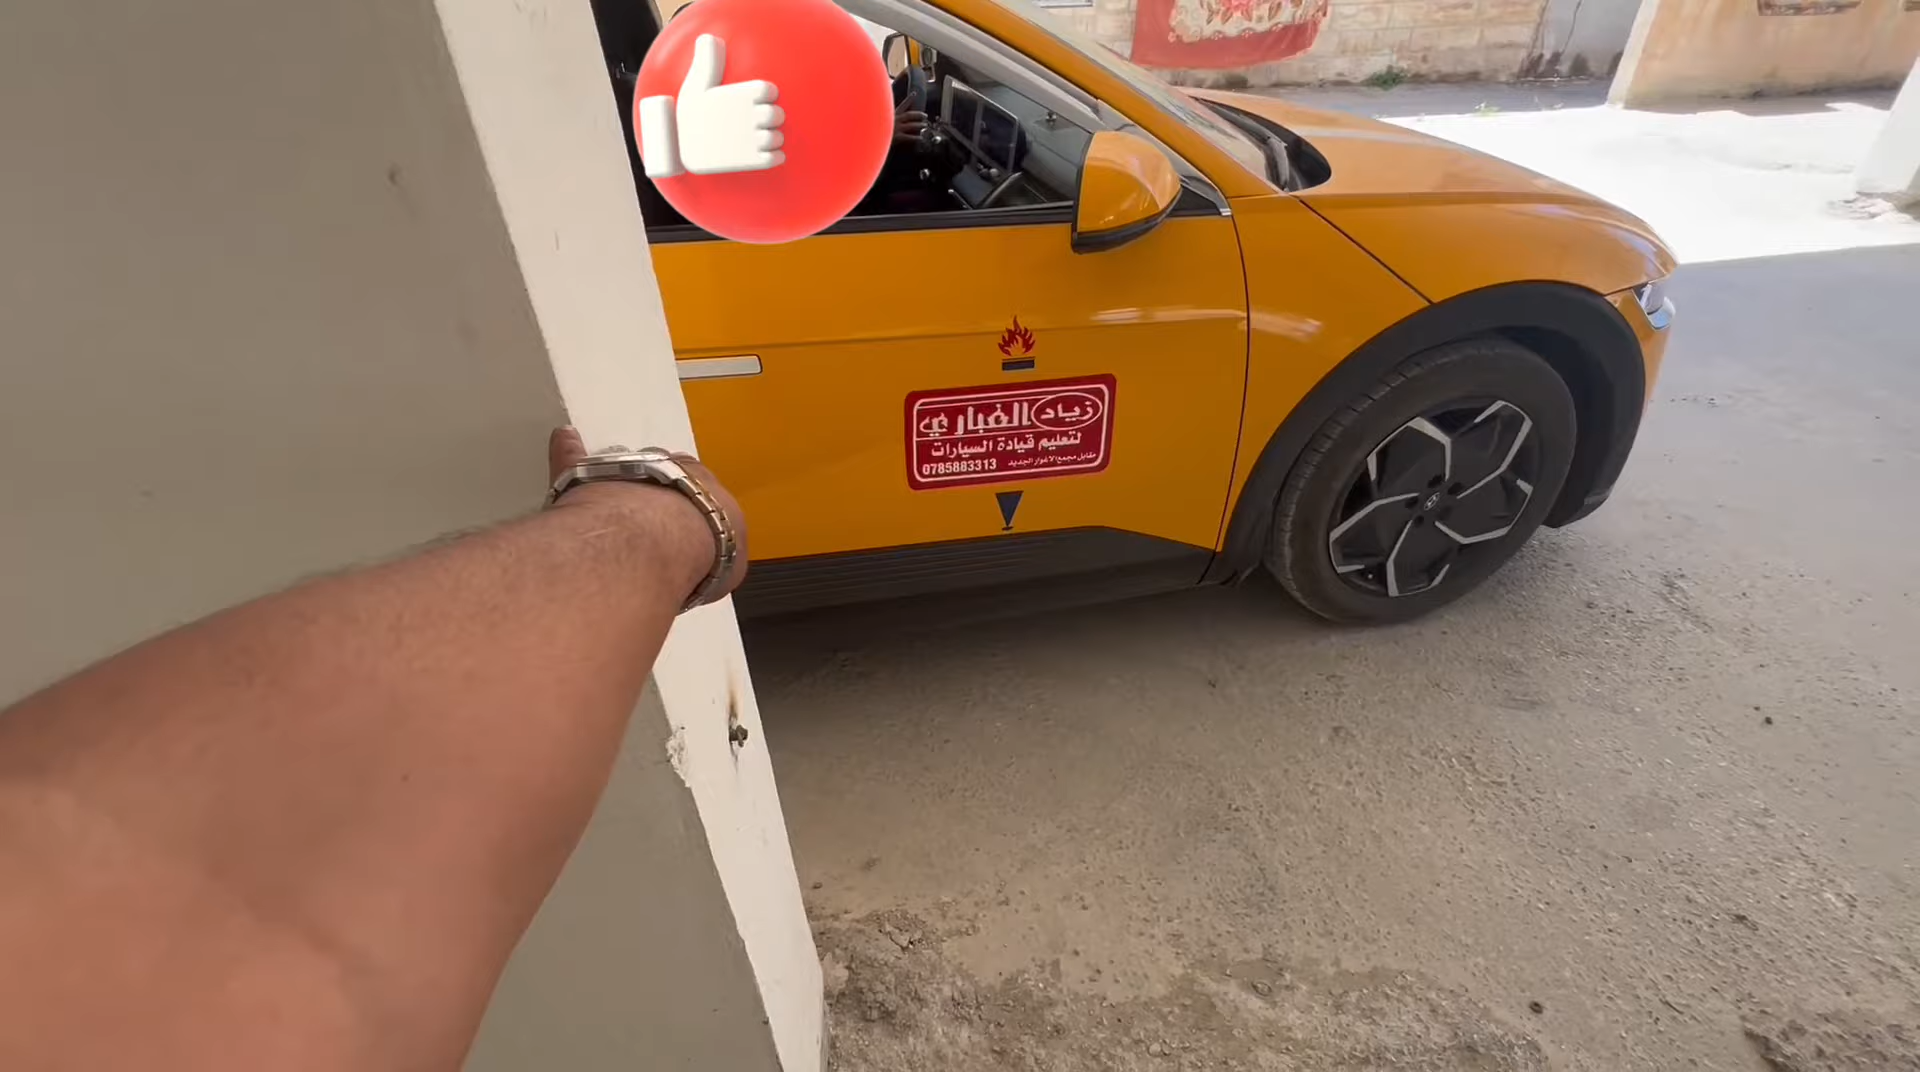 زياد الغباري
لتعليم قيادة السيارات
مقابل مجمع الاغوار الجديد 0785883313